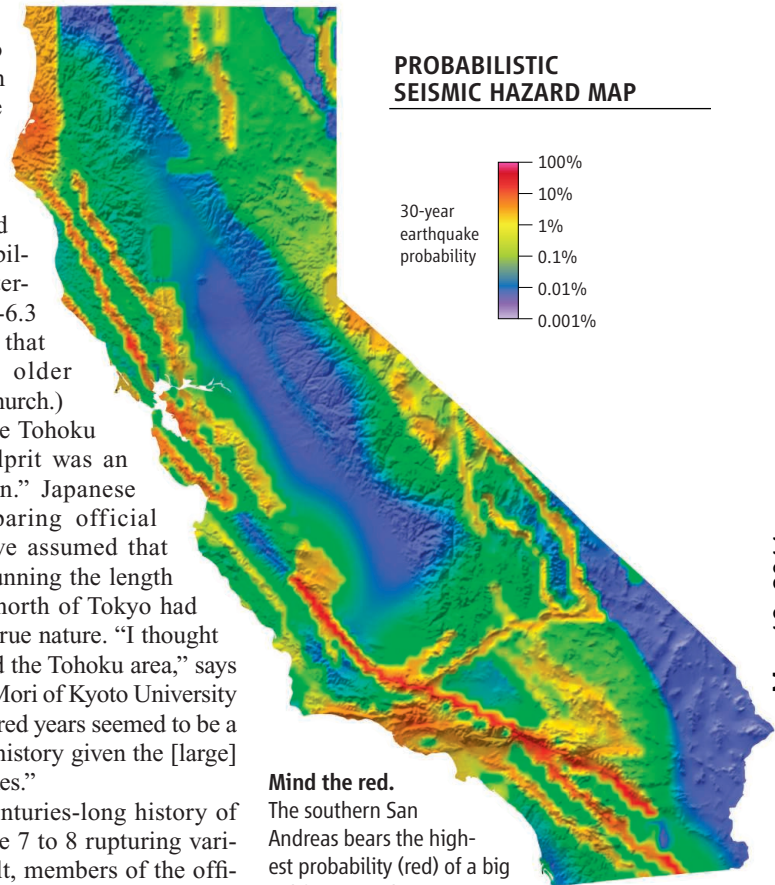 PROBABILISTIC
SEISMIC HAZARD MAP
30-year
earthquake
probability
100%
10%
1%
0.1%
0.01%
0.001%
bil-
ter-
-6.3
that
older
hurch.)
e Tohoku
lprit was an
n.” Japanese
paring official
ve assumed that
unning the length
north of Tokyo had
rue nature. “I thought
d the Tohoku area,” says
Mori of Kyoto University
red years seemed to be a
history given the [large]
es.”
enturies-long history of
e 7 to 8 rupturing vari-
lt, members of the offi-
Mind the red.
The southern San
Andreas bears the high-
est probability (red) of a big